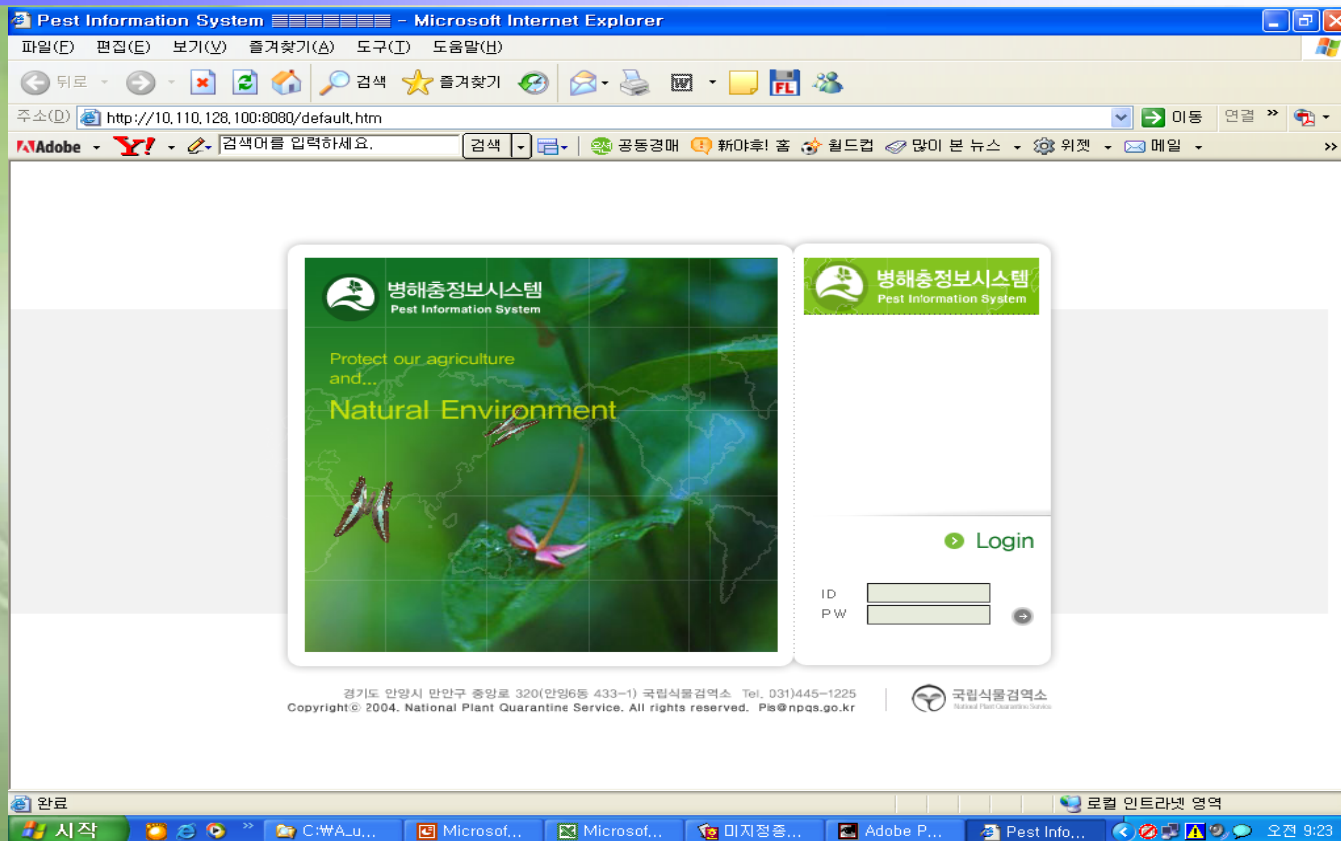 Pest Information System - Microsoft Internet Explorer
파일(F) 편집(E) 보기(V) 즐겨찾기(A) 도구(T) 도움말(H)
뒤로 검색 즐겨찾기
주소(D) http://10,110,128,100:8080/default,htm 이동 연결 »
Adobe Y! 검색어를 입력하세요. 검색 공동경매 新야후! 홈 월드컵 많이 본 뉴스 위젯 메일 »
병해충정보시스템
Pest Information System
Protect our agriculture
and...
Natural Environment
병해충정보시스템
Pest Information System
Login
ID
PW
경기도 안양시 만안구 중앙로 320(안양6동 433-1) 국립식물검역소 Tel. 031)445-1225
Copyright© 2004. National Plant Quarantine Service. All rights reserved. Pis@npqs.go.kr
국립식물검역소
National Plant Quarantine Service
완료 로컬 인트라넷 영역
시작 » C:₩A_u... Microsof... Microsof... 미지정종... Adobe P... Pest Info... 오전 9:23